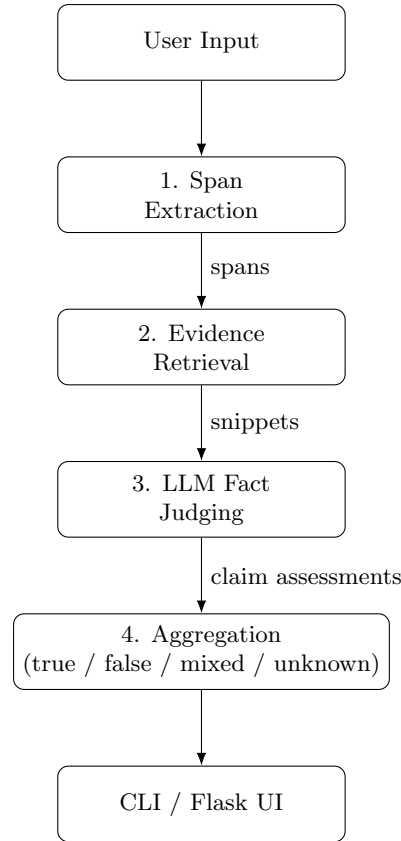 User Input
1. Span
Extraction
spans
2. Evidence
Retrieval
snippets
3. LLM Fact
Judging
claim assessments
4. Aggregation
(true / false / mixed / unknown)
CLI / Flask UI